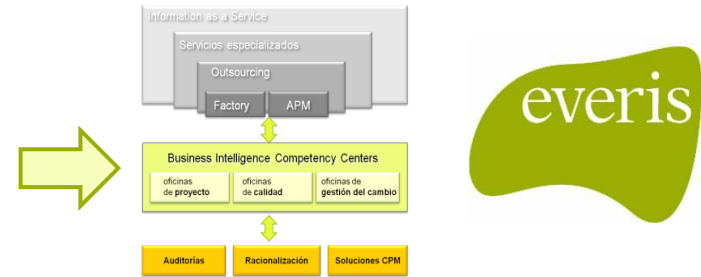 Information as a Service
Servicios especializados
Outsourcing
Factory
APM
Business Intelligence Competency Centers
oficinas
de proyecto
oficinas
de calidad
oficinas de
gestión del cambio
Auditorías
Racionalización
Soluciones CPM
everis